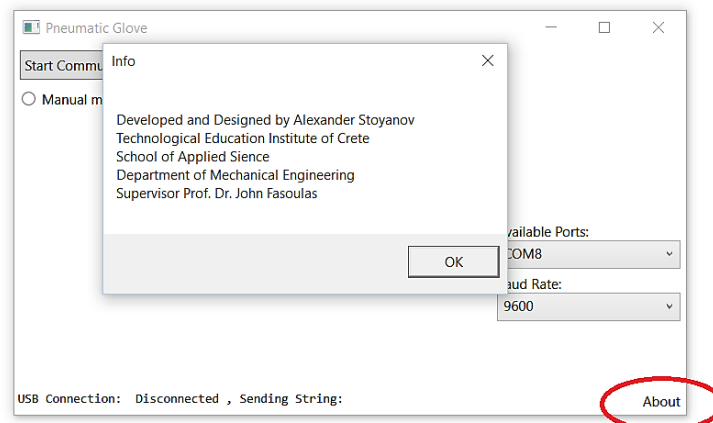 Pneumatic Glove
Start Commu
Info
Manual m
Developed and Designed by Alexander Stoyanov
Technological Education Institute of Crete
School of Applied Sience
Department of Mechanical Engineering
Supervisor Prof. Dr. John Fasoulas
OK
vailable Ports:
COM8
aud Rate:
9600
USB Connection: Disconnected , Sending String:
About